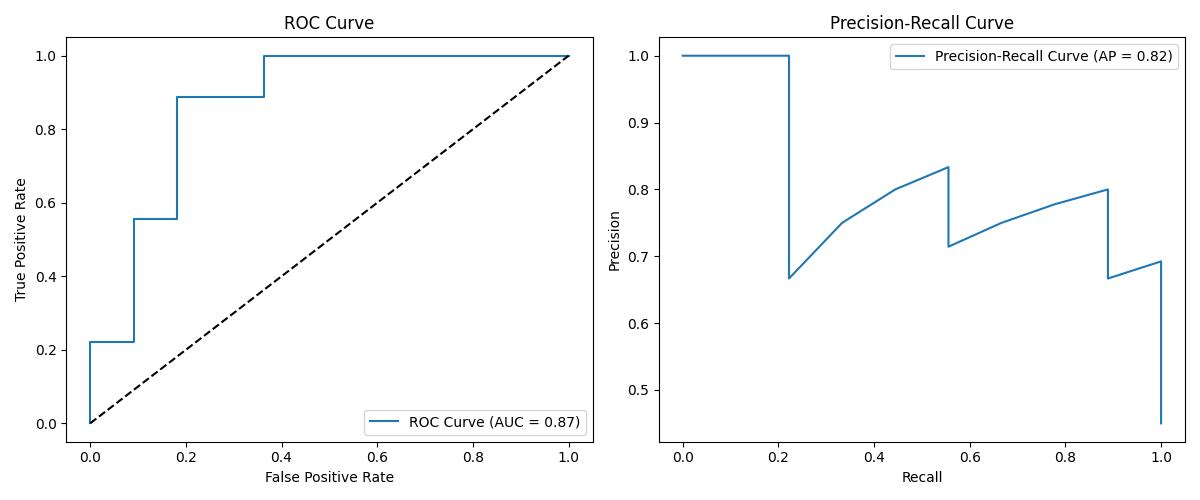 ROC Curve
1.0
0.8
0.6
0.4
0.2
0.0
True Positive Rate
0.0 0.2 0.4 0.6 0.8 1.0
False Positive Rate
ROC Curve (AUC = 0.87)
Precision-Recall Curve
1.0
0.9
0.8
0.7
0.6
0.5
Precision
0.0 0.2 0.4 0.6 0.8 1.0
Recall
Precision-Recall Curve (AP = 0.82)